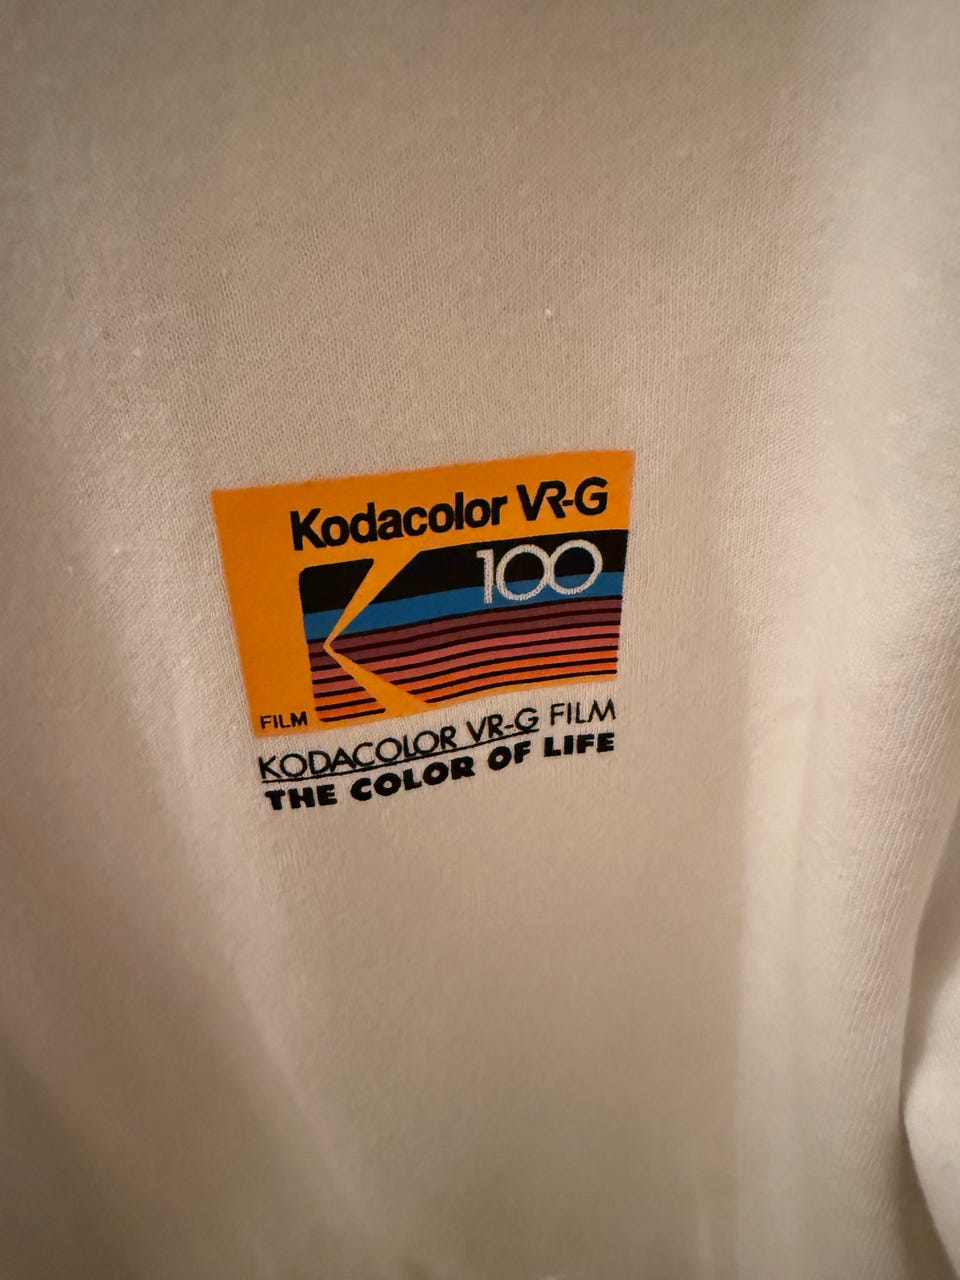 Kodacolor VR-G
100
FILM
KODACOLOR VR-G FILM
THE COLOR OF LIFE